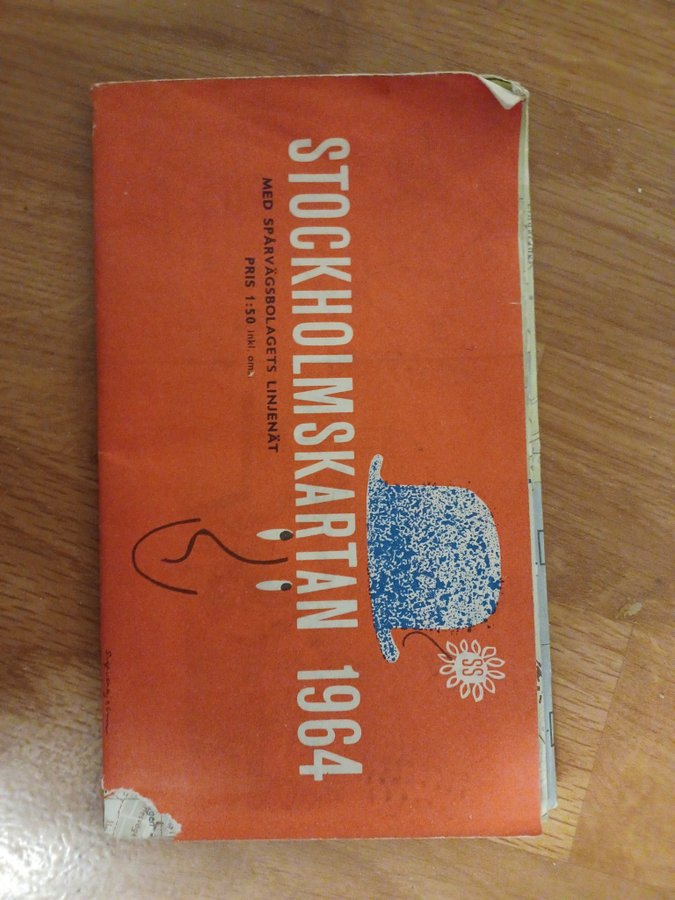 STOCKHOLMSKARTAN 1964
MED SPÅRVÄGSBOLAGETS LINJENÄT
PRIS 1:50 inkl. oms.
SS